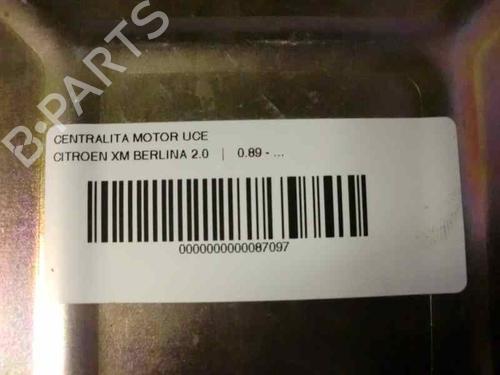 B-PARTS
CENTRALITA MOTOR UCE
CITROEN XM BERLINA 2.0 | 0.89 - ...
0000000000087097